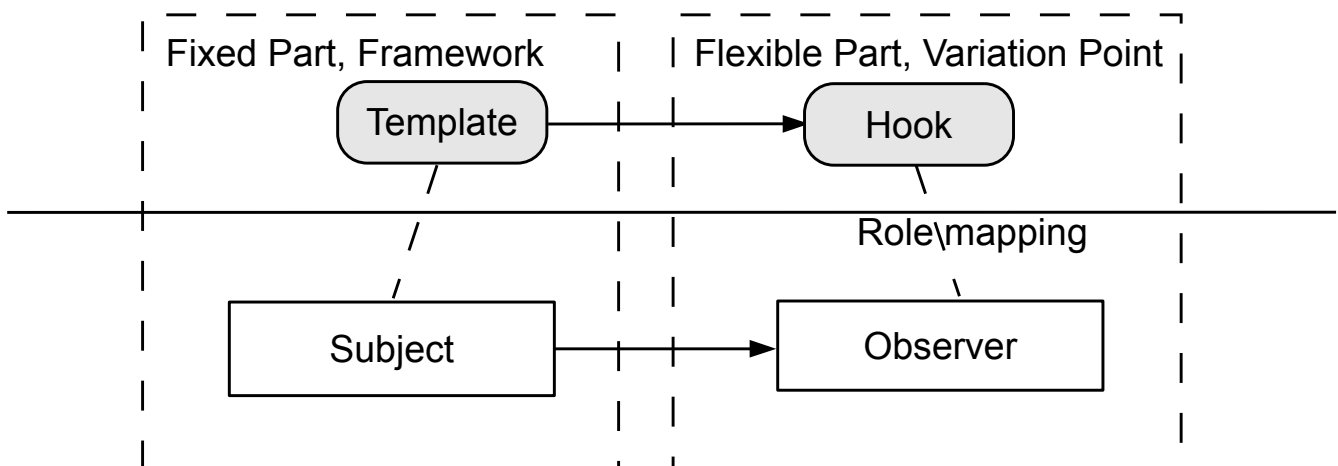 Fixed Part, Framework
Flexible Part, Variation Point
Template
Hook
Role mapping
Subject
Observer